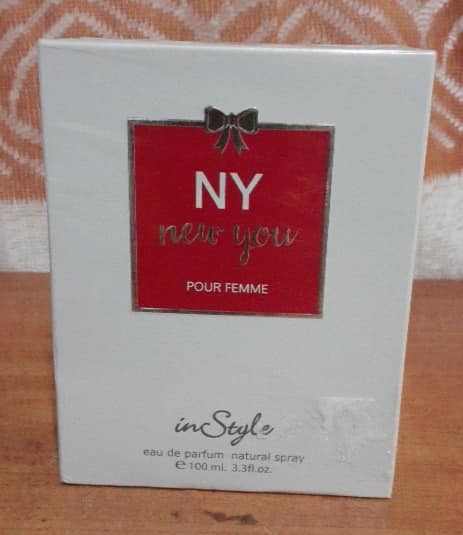 NY
new you
POUR FEMME
inStyle
eau de parfum natural spray
℮ 100 ml. 3.3fl.oz.